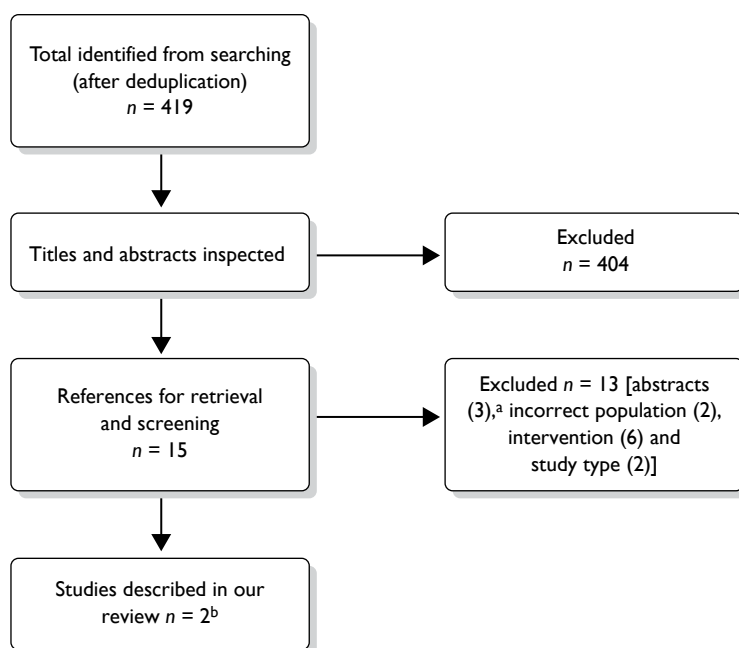 Total identified from searching
(after deduplication)
n = 419
Titles and abstracts inspected
Excluded
n = 404
References for retrieval
and screening
n = 15
Excluded n = 13 [abstracts
(3),ᵃ incorrect population (2),
intervention (6) and
study type (2)]
Studies described in our
review n = 2ᵇ